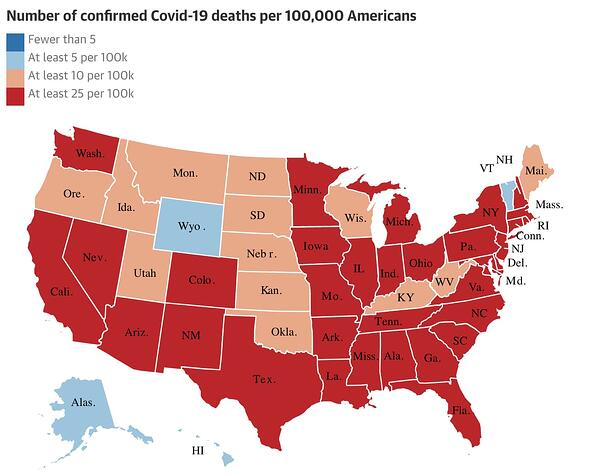 Number of confirmed Covid-19 deaths per 100,000 Americans
Fewer than 5
At least 5 per 100k
At least 10 per 100k
At least 25 per 100k
Wash.
Mon.
ND
Minn.
VT
NH
Mai.
Ore.
Ida.
Wyo.
SD
Wis.
Mich.
NY
Mass.
RI
Conn.
NJ
Del.
Md.
Nev.
Utah
Colo.
Nebr.
Iowa
IL
Ind.
Ohio
Pa.
Cali.
Kan.
Mo.
KY
WV
Va.
Ariz.
NM
Okla.
Ark.
Tenn.
NC
SC
Tex.
La.
Miss.
Ala.
Ga.
Fla.
Alas.
HI